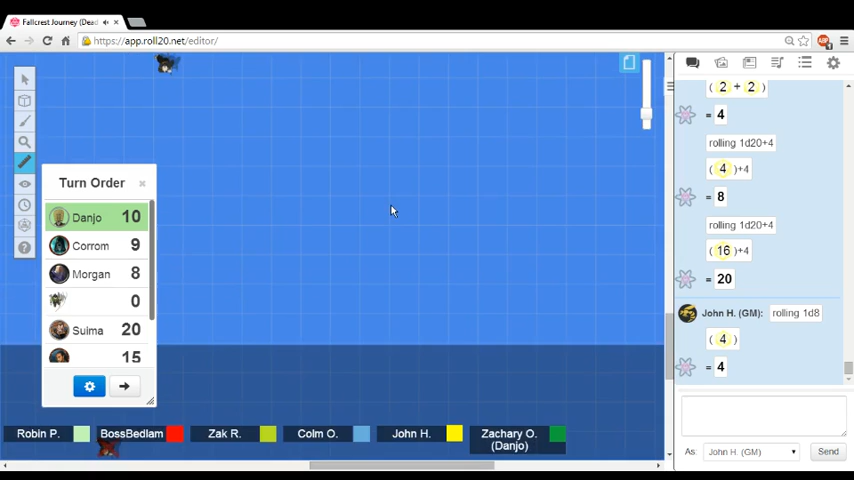 Fallcrest Journey (Dead
https://app.roll20.net/editor/
ABP
Turn Order
Danjo 10
Corrom 9
Morgan 8
0
Suima 20
15
(2+2)
= 4
rolling 1d20+4
(4)+4
= 8
rolling 1d20+4
(16)+4
= 20
John H. (GM): rolling 1d8
(4)
= 4
As: John H. (GM)
Send
Robin P.
BossBedlam
Zak R.
Colm O.
John H.
Zachary O.
(Danjo)